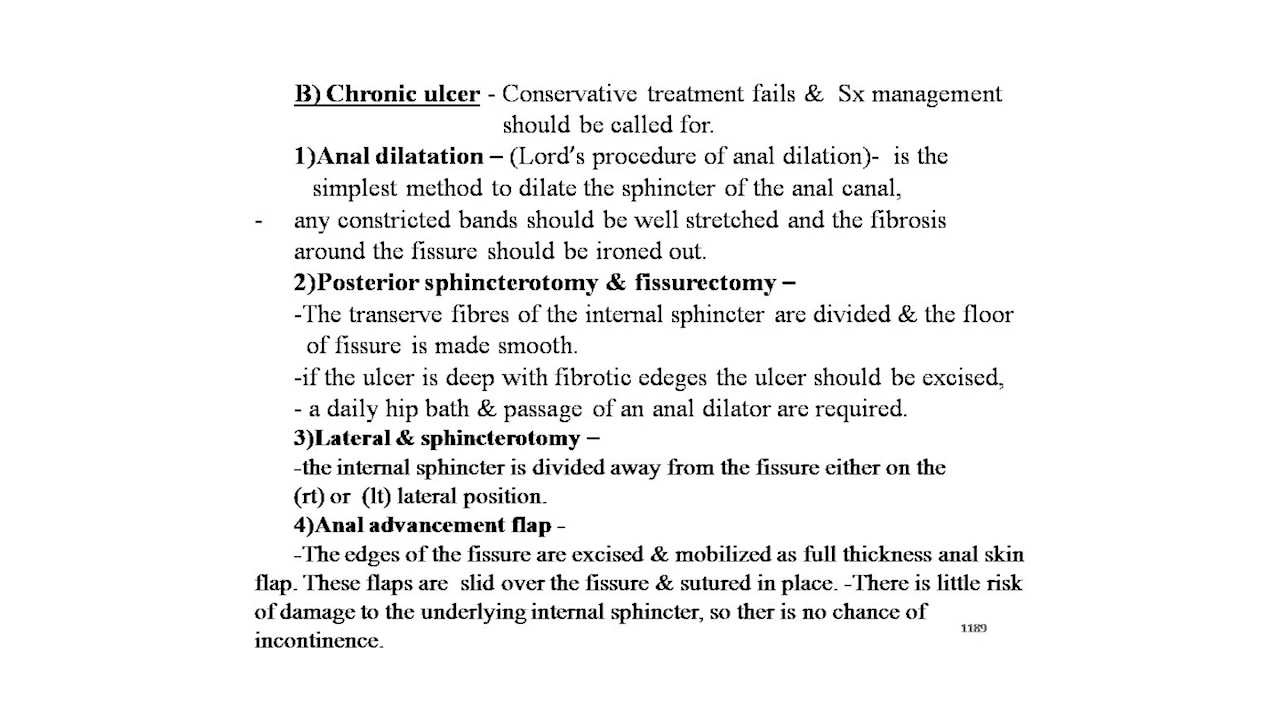 B) Chronic ulcer - Conservative treatment fails & Sx management
should be called for.
1)Anal dilatation – (Lord's procedure of anal dilation)- is the
simplest method to dilate the sphincter of the anal canal,
- any constricted bands should be well stretched and the fibrosis
around the fissure should be ironed out.
2)Posterior sphincterotomy & fissurectomy –
-The transerve fibres of the internal sphincter are divided & the floor
of fissure is made smooth.
-if the ulcer is deep with fibrotic edeges the ulcer should be excised,
- a daily hip bath & passage of an anal dilator are required.
3)Lateral & sphincterotomy –
-the internal sphincter is divided away from the fissure either on the
(rt) or (lt) lateral position.
4)Anal advancement flap -
-The edges of the fissure are excised & mobilized as full thickness anal skin
flap. These flaps are slid over the fissure & sutured in place. -There is little risk
of damage to the underlying internal sphincter, so ther is no chance of
incontinence.
1189